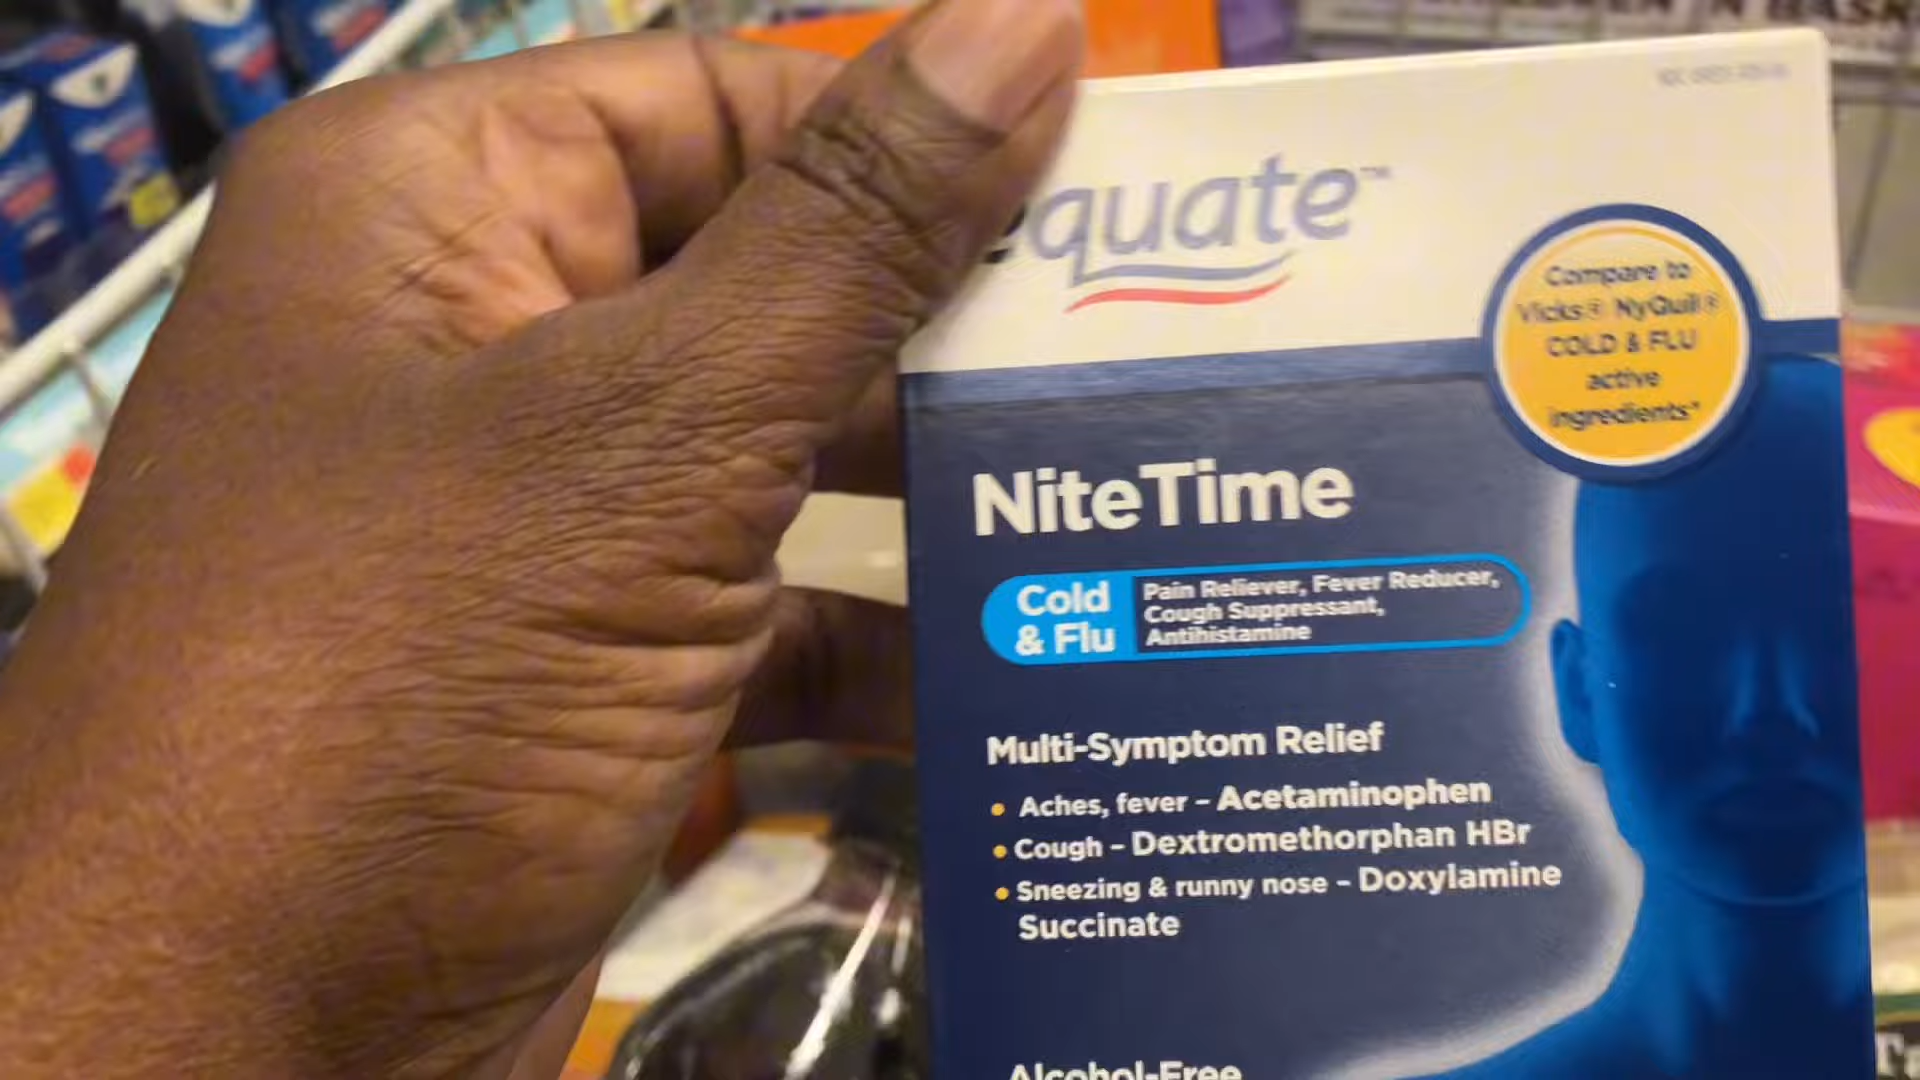 equate™
Compare to
Vicks® NyQuil®
COLD & FLU
active
ingredients*
NiteTime
Cold
& Flu
Pain Reliever, Fever Reducer,
Cough Suppressant,
Antihistamine
Multi-Symptom Relief
• Aches, fever – Acetaminophen
• Cough – Dextromethorphan HBr
• Sneezing & runny nose – Doxylamine
Succinate
Alcohol-Free